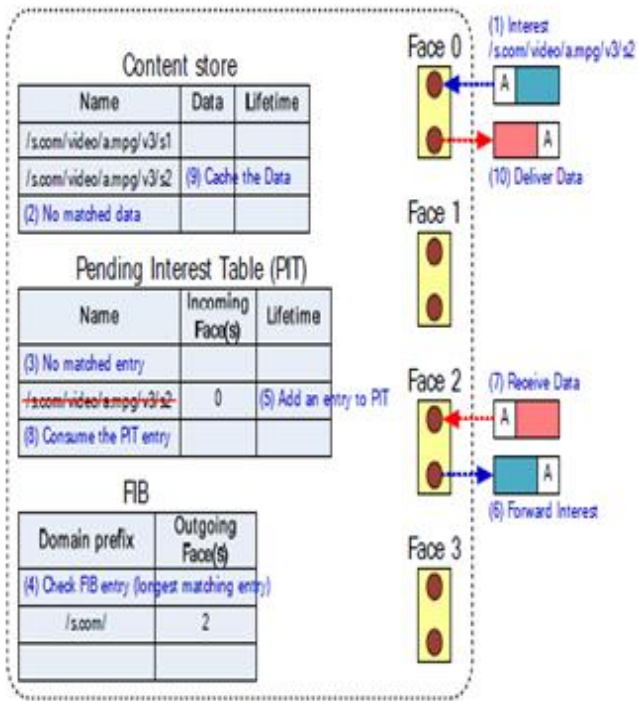 (1) Interest
/s.com/video/a.mpg/v3/s2
Face 0
A
A
(10) Deliver Data
Content store
Name Data Lifetime
/s.com/video/a.mpg/v3/s1
/s.com/video/a.mpg/v3/s2 (9) Cache the Data
(2) No matched data
Face 1
Pending Interest Table (PIT)
Name Incoming Face(s) Lifetime
(3) No matched entry
/s.com/video/a.mpg/v3/s2 0 (5) Add an entry to PIT
(8) Consume the PIT entry
Face 2
(7) Receive Data
A
A
(6) Forward Interest
FIB
Domain prefix Outgoing Face(s)
(4) Check FIB entry (longest matching entry)
/s.com/ 2
Face 3